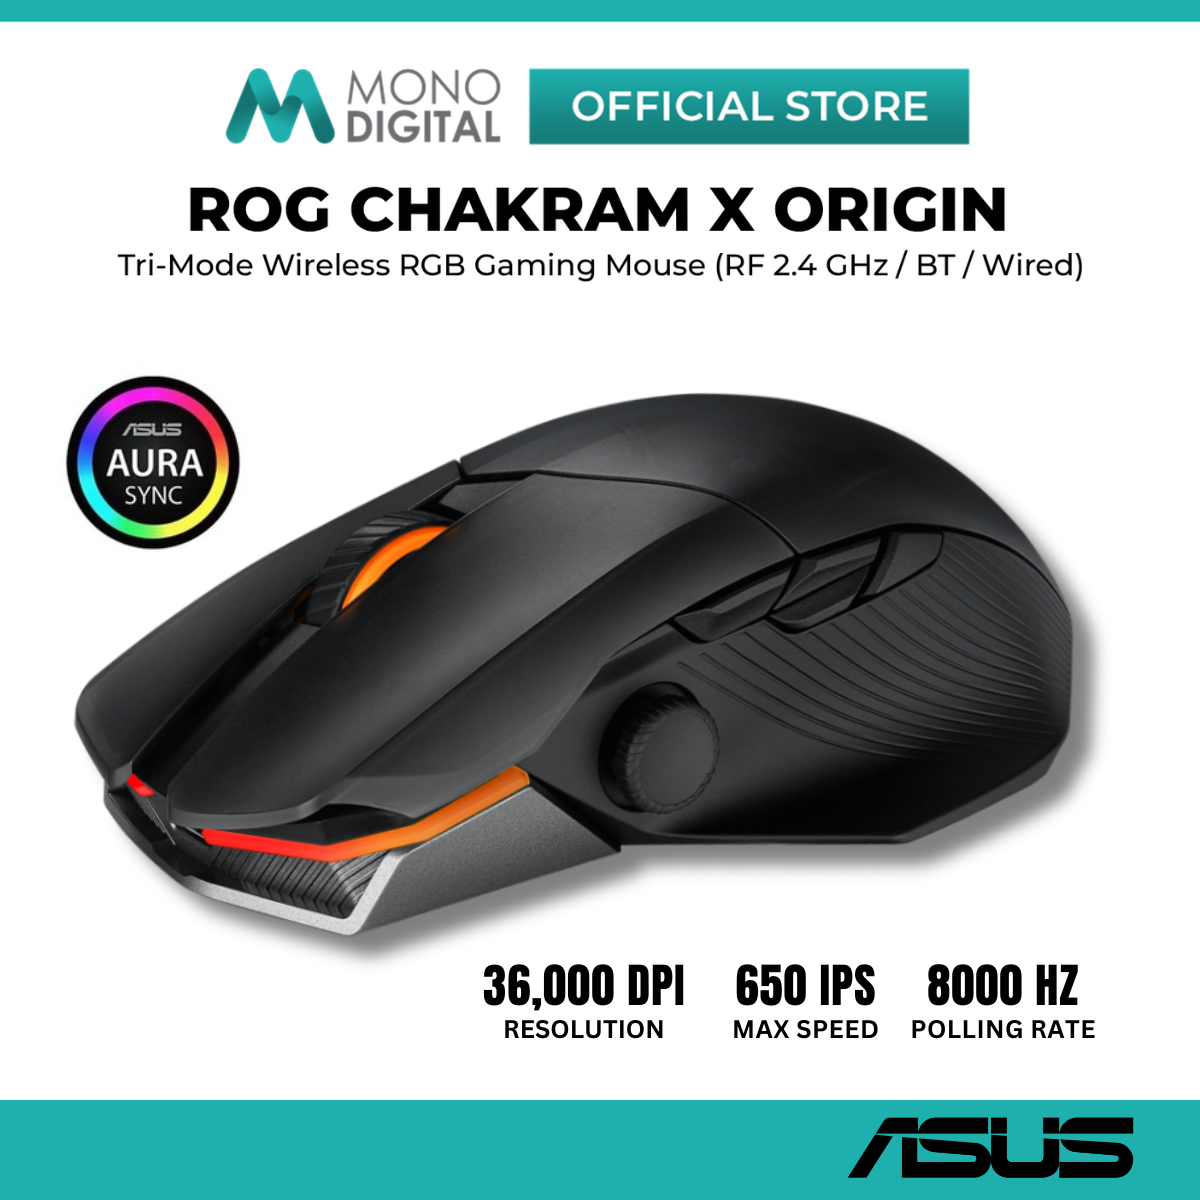 MONO
DIGITAL
OFFICIAL STORE
ROG CHAKRAM X ORIGIN
Tri-Mode Wireless RGB Gaming Mouse (RF 2.4 GHz / BT / Wired)
ASUS
AURA
SYNC
36,000 DPI
RESOLUTION
650 IPS
MAX SPEED
8000 HZ
POLLING RATE
ASUS